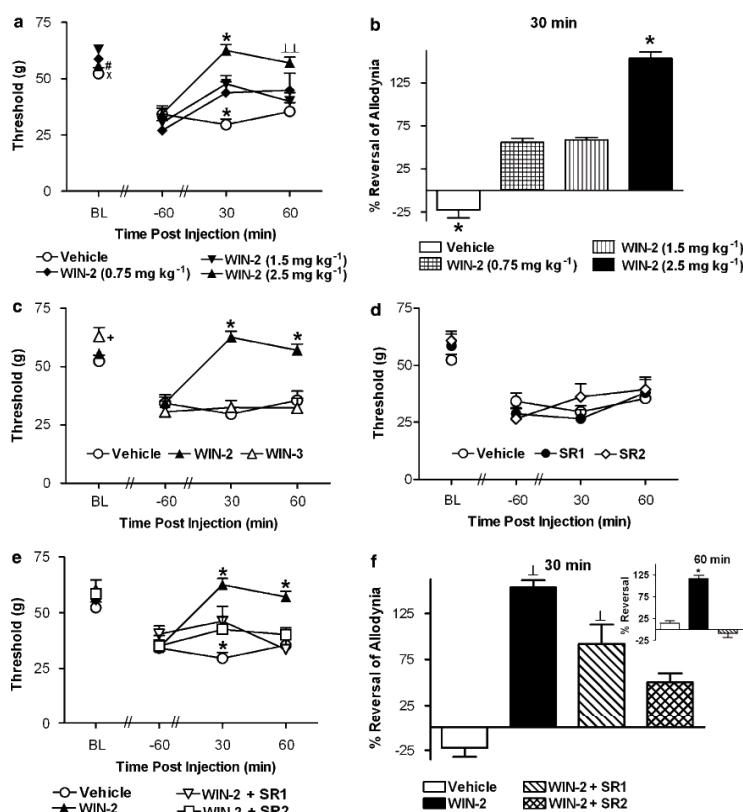 a
*
⊥⊥
75
50
25
0
Threshold (g)
#
x
*
BL -60 30 60
Time Post Injection (min)
Vehicle WIN-2 (1.5 mg kg⁻¹)
WIN-2 (0.75 mg kg⁻¹) WIN-2 (2.5 mg kg⁻¹)
b
30 min
*
125
75
25
-25
% Reversal of Allodynia
*
Vehicle WIN-2 (1.5 mg kg⁻¹)
WIN-2 (0.75 mg kg⁻¹) WIN-2 (2.5 mg kg⁻¹)
c
75
50
25
0
Threshold (g)
+
* *
Vehicle WIN-2 WIN-3
BL -60 30 60
Time Post Injection (min)
d
75
50
25
0
Threshold (g)
Vehicle SR1 SR2
BL -60 30 60
Time Post Injection (min)
e
75
50
25
0
Threshold (g)
* *
*
BL -60 30 60
Time Post Injection (min)
Vehicle WIN-2 + SR1
WIN-2 WIN-2 + SR2
f
30 min
⊥
⊥
125
75
25
-25
% Reversal of Allodynia
60 min
*
125
75
25
-25
% Reversal
Vehicle WIN-2 + SR1
WIN-2 WIN-2 + SR2